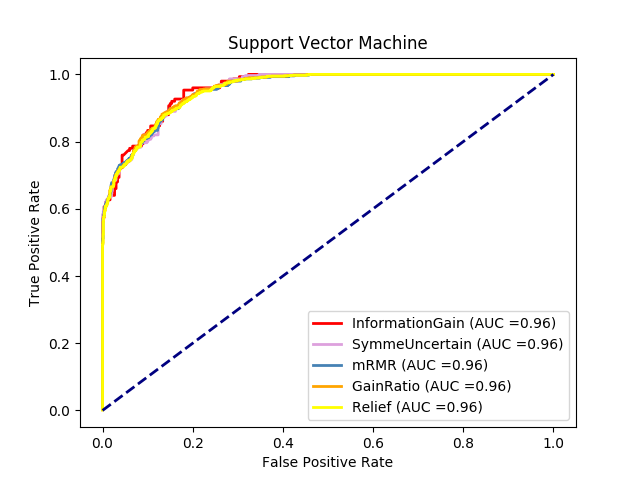 Support Vector Machine
True Positive Rate
1.0
0.8
0.6
0.4
0.2
0.0
InformationGain (AUC =0.96)
SymmeUncertain (AUC =0.96)
mRMR (AUC =0.96)
GainRatio (AUC =0.96)
Relief (AUC =0.96)
0.0 0.2 0.4 0.6 0.8 1.0
False Positive Rate